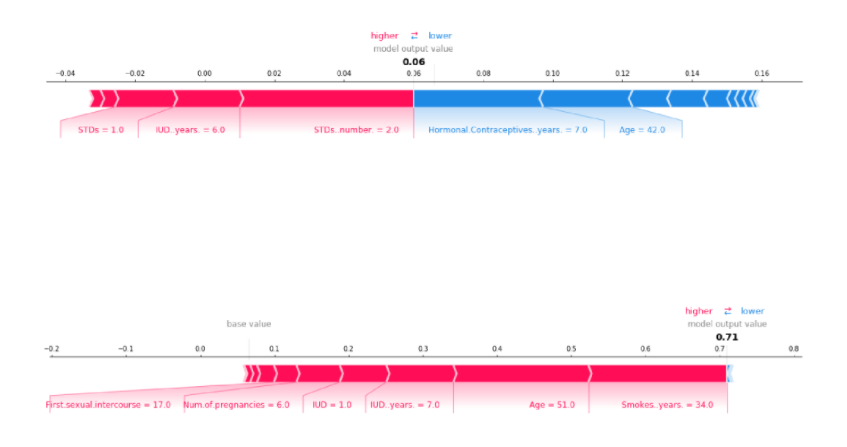 higher ⇄ lower
model output value
0.06
−0.04 −0.02 0.00 0.02 0.04 0.06 0.08 0.10 0.12 0.14 0.16
STDs = 1.0 IUD..years. = 6.0 STDs..number. = 2.0 Hormonal.Contraceptives..years. = 7.0 Age = 42.0
higher ⇄ lower
base value model output value
0.71
−0.2 −0.1 0.0 0.1 0.2 0.3 0.4 0.5 0.6 0.7 0.8
First.sexual.intercourse = 17.0 Num.of.pregnancies = 6.0 IUD = 1.0 IUD..years. = 7.0 Age = 51.0 Smokes..years. = 34.0